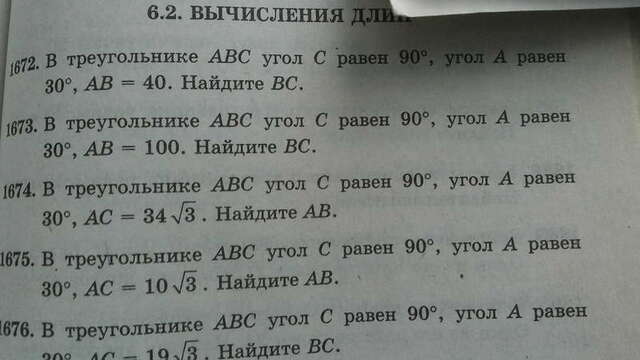 6.2. ВЫЧИСЛЕНИЯ ДЛИН
1672. В треугольнике ABC угол C равен 90°, угол A равен
30°, AB = 40. Найдите BC.
1673. В треугольнике ABC угол C равен 90°, угол A равен
30°, AB = 100. Найдите BC.
1674. В треугольнике ABC угол C равен 90°, угол A равен
30°, AC = 34√3 . Найдите AB.
1675. В треугольнике ABC угол C равен 90°, угол A равен
30°, AC = 10√3 . Найдите AB.
1676. В треугольнике ABC угол C равен 90°, угол A равен
30°, AC = 19√3 . Найдите BC.